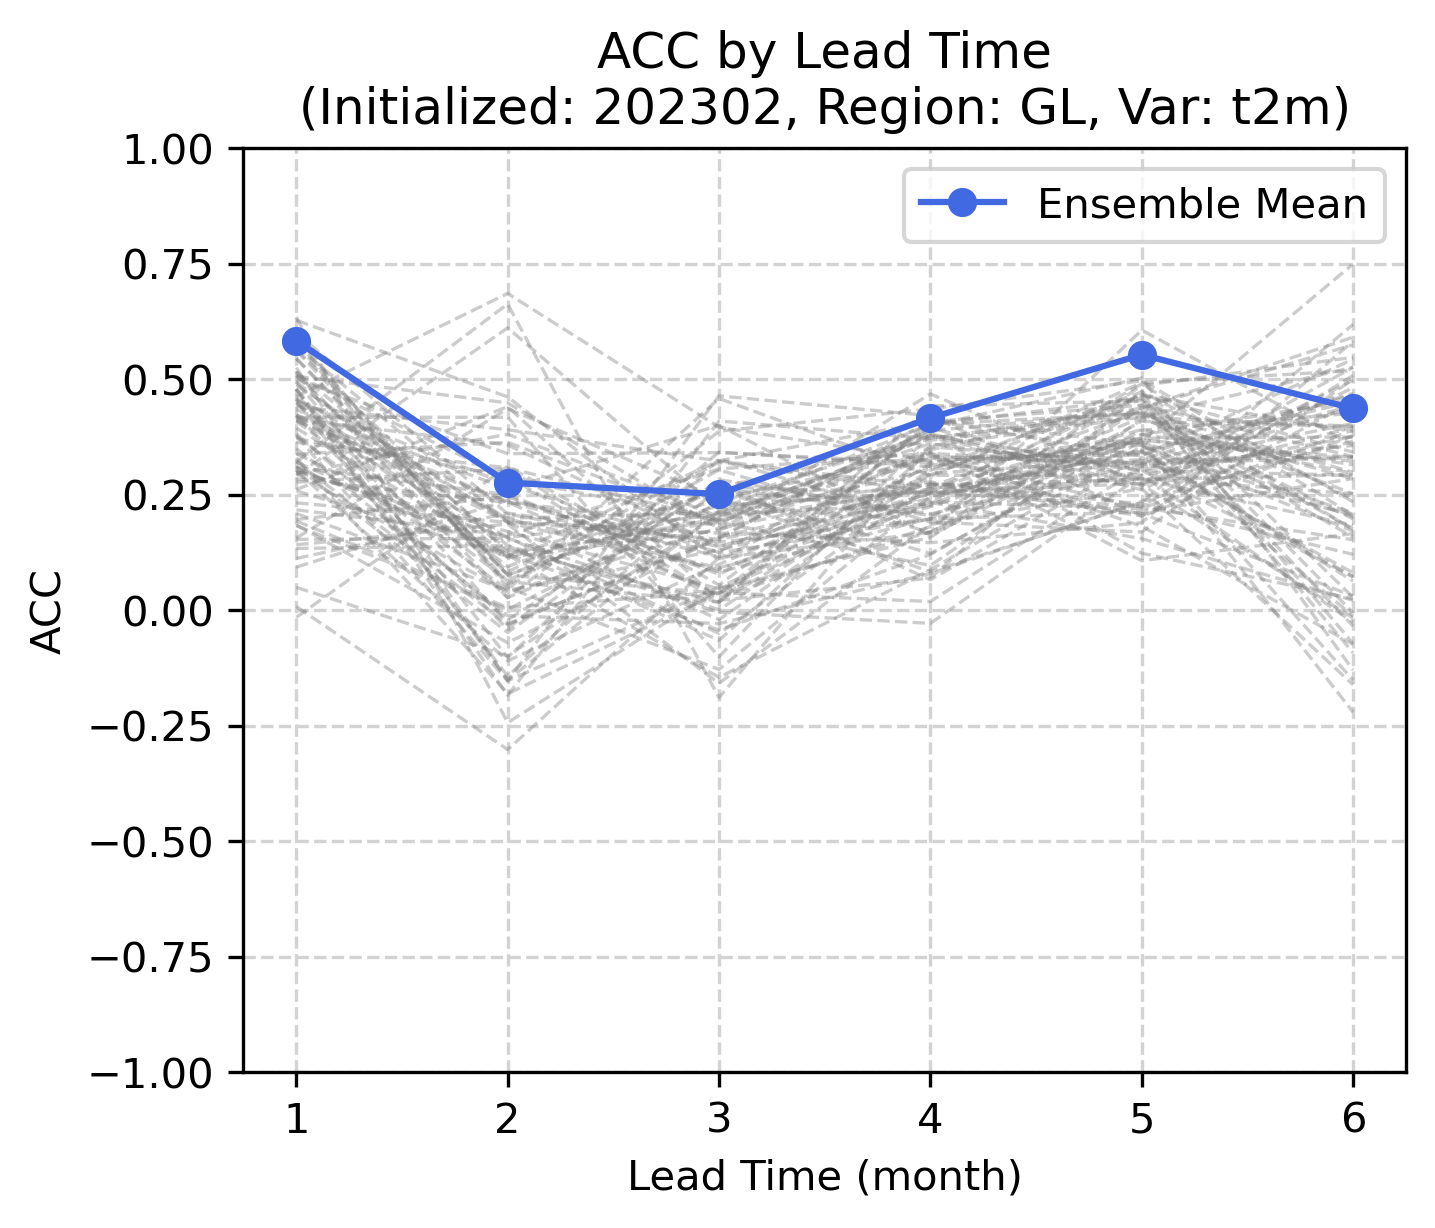 ACC by Lead Time
(Initialized: 202302, Region: GL, Var: t2m)
Ensemble Mean
1.00
0.75
0.50
0.25
0.00
−0.25
−0.50
−0.75
−1.00
ACC
1 2 3 4 5 6
Lead Time (month)